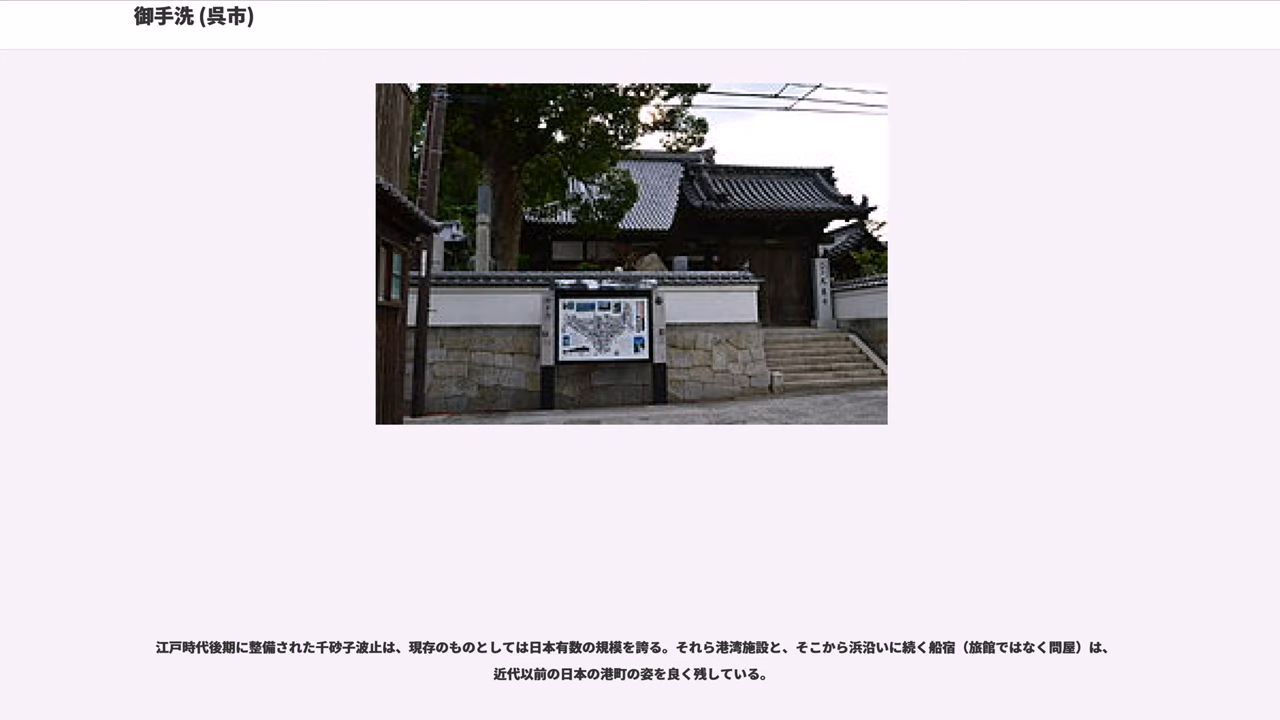 御手洗 (呉市)
江戸時代後期に整備された千砂子波止は、現存のものとしては日本有数の規模を誇る。それら港湾施設と、そこから浜沿いに続く船宿（旅館ではなく問屋）は、
近代以前の日本の港町の姿を良く残している。